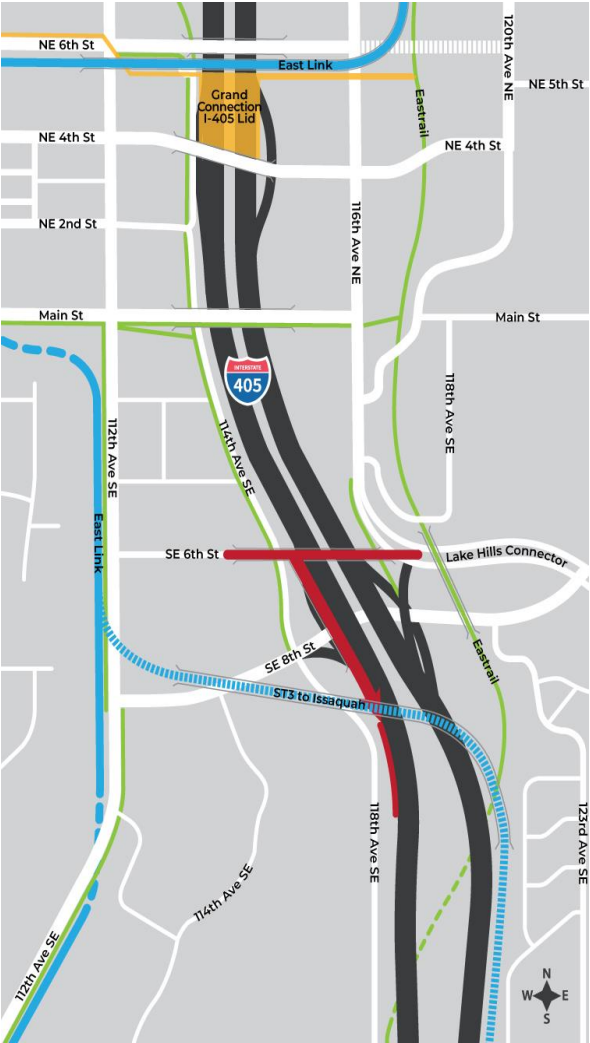 NE 6th St
120th Ave NE
East Link
NE 5th St
Grand
Connection
I-405 Lid
Eastrail
NE 4th St
NE 4th St
NE 2nd St
116th Ave NE
Main St
Main St
INTERSTATE
405
118th Ave SE
112th Ave SE
114th Ave SE
East Link
SE 6th St
Lake Hills Connector
SE 8th St
Eastrail
ST3 to Issaquah
118th Ave SE
123rd Ave SE
114th Ave SE
112th Ave SE
N
W
E
S